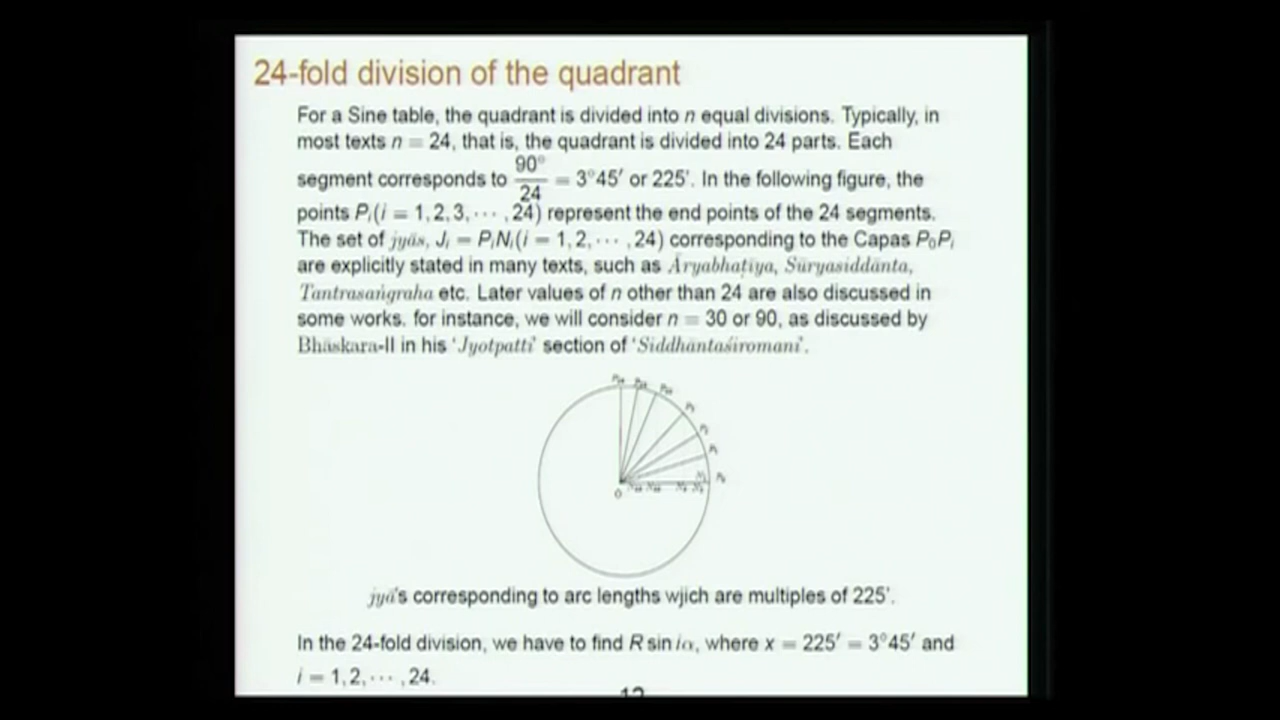 24-fold division of the quadrant
For a Sine table, the quadrant is divided into n equal divisions. Typically, in
most texts n = 24, that is, the quadrant is divided into 24 parts. Each
segment corresponds to 90°/24 = 3°45′ or 225'. In the following figure, the
points Pᵢ(i = 1, 2, 3, ⋯ , 24) represent the end points of the 24 segments.
The set of jyās, Jᵢ = PᵢNᵢ(i = 1, 2, ⋯ , 24) corresponding to the Capas P₀Pᵢ
are explicitly stated in many texts, such as Āryabhaṭīya, Sūryasiddānta,
Tantrasaṅgraha etc. Later values of n other than 24 are also discussed in
some works. for instance, we will consider n = 30 or 90, as discussed by
Bhāskara-II in his 'Jyotpatti' section of 'Siddhāntaśiromaṇi'.
O
jyā's corresponding to arc lengths wjich are multiples of 225'.
In the 24-fold division, we have to find R sin iα, where x = 225′ = 3°45′ and
i = 1, 2, ⋯ , 24.